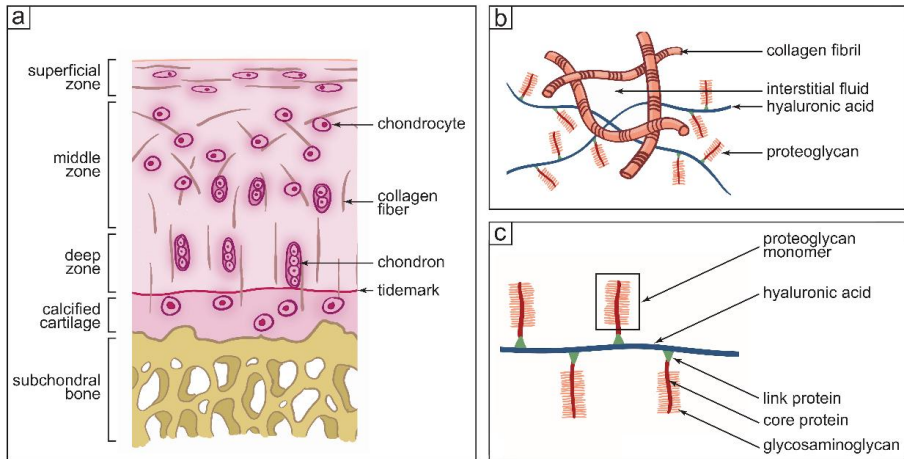 a
superficial
zone
middle
zone
deep
zone
calcified
cartilage
subchondral
bone
chondrocyte
collagen
fiber
chondron
tidemark
b
collagen fibril
interstitial fluid
hyaluronic acid
proteoglycan
c
proteoglycan
monomer
hyaluronic acid
link protein
core protein
glycosaminoglycan